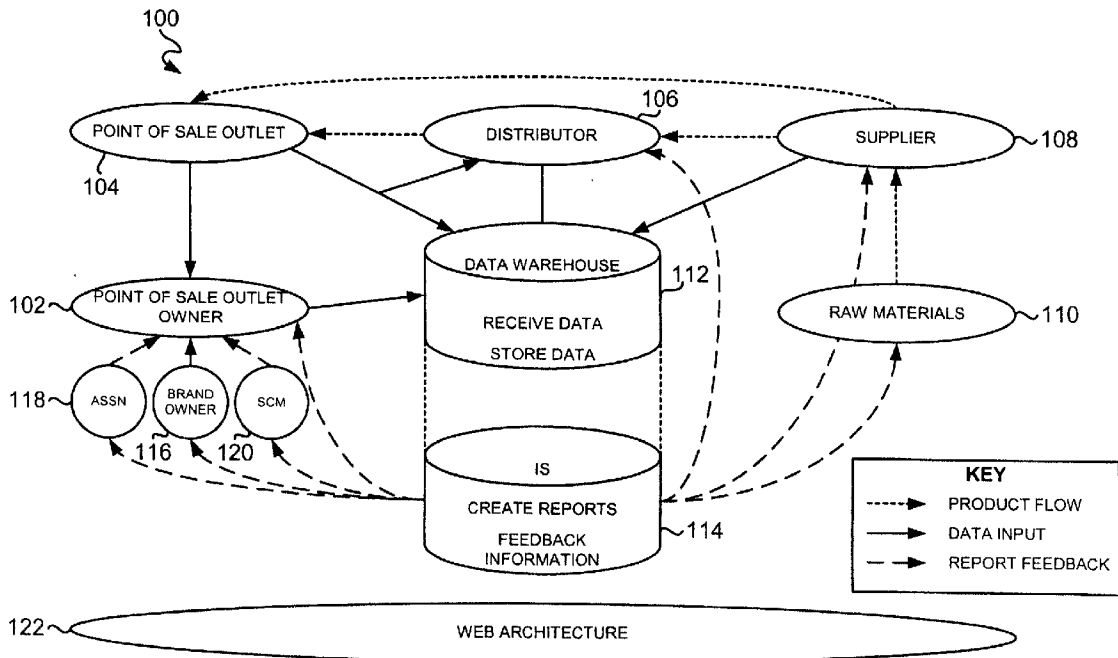 100
POINT OF SALE OUTLET
104
DISTRIBUTOR
106
SUPPLIER
108
DATA WAREHOUSE
112
RECEIVE DATA
STORE DATA
102
POINT OF SALE OUTLET
OWNER
RAW MATERIALS
110
118
ASSN
BRAND
OWNER
116
SCM
120
IS
CREATE REPORTS
FEEDBACK
INFORMATION
114
KEY
PRODUCT FLOW
DATA INPUT
REPORT FEEDBACK
122
WEB ARCHITECTURE